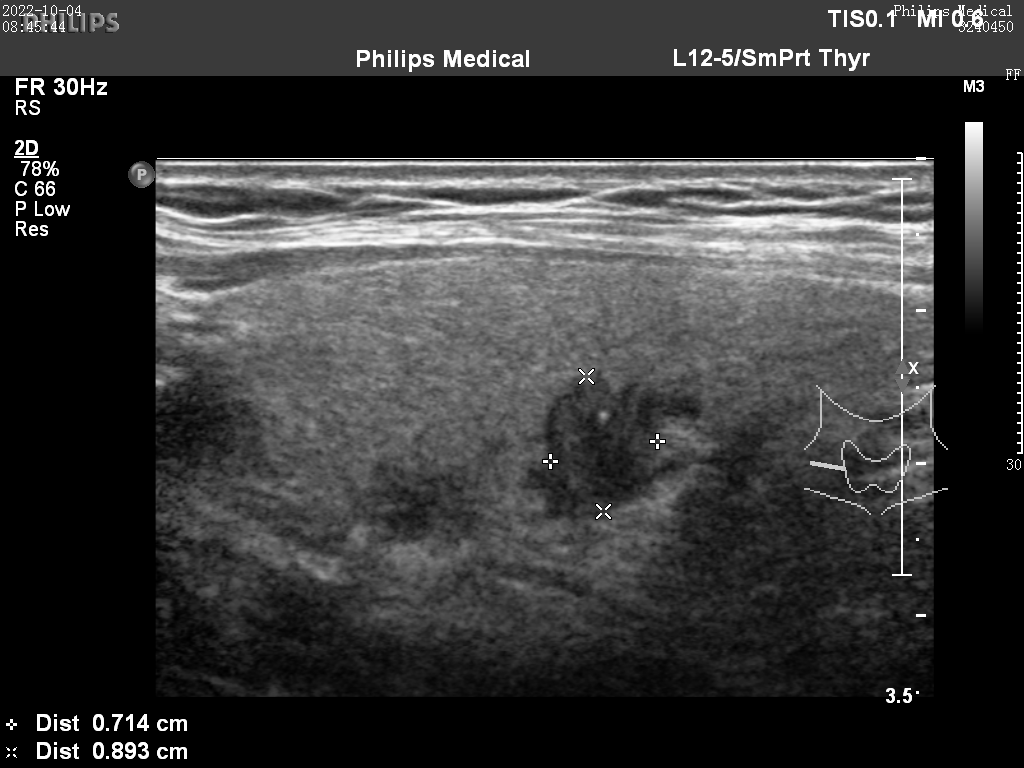 2022-10-04
08:45:44
PHILIPS
TIS0.1 MI 0.6
Philips Medical
3240450
Philips Medical
L12-5/SmPrt Thyr
FF
FR 30Hz
RS
M3
2D
78%
C 66
P Low
Res
P
X
30
3.5
Dist 0.714 cm
Dist 0.893 cm